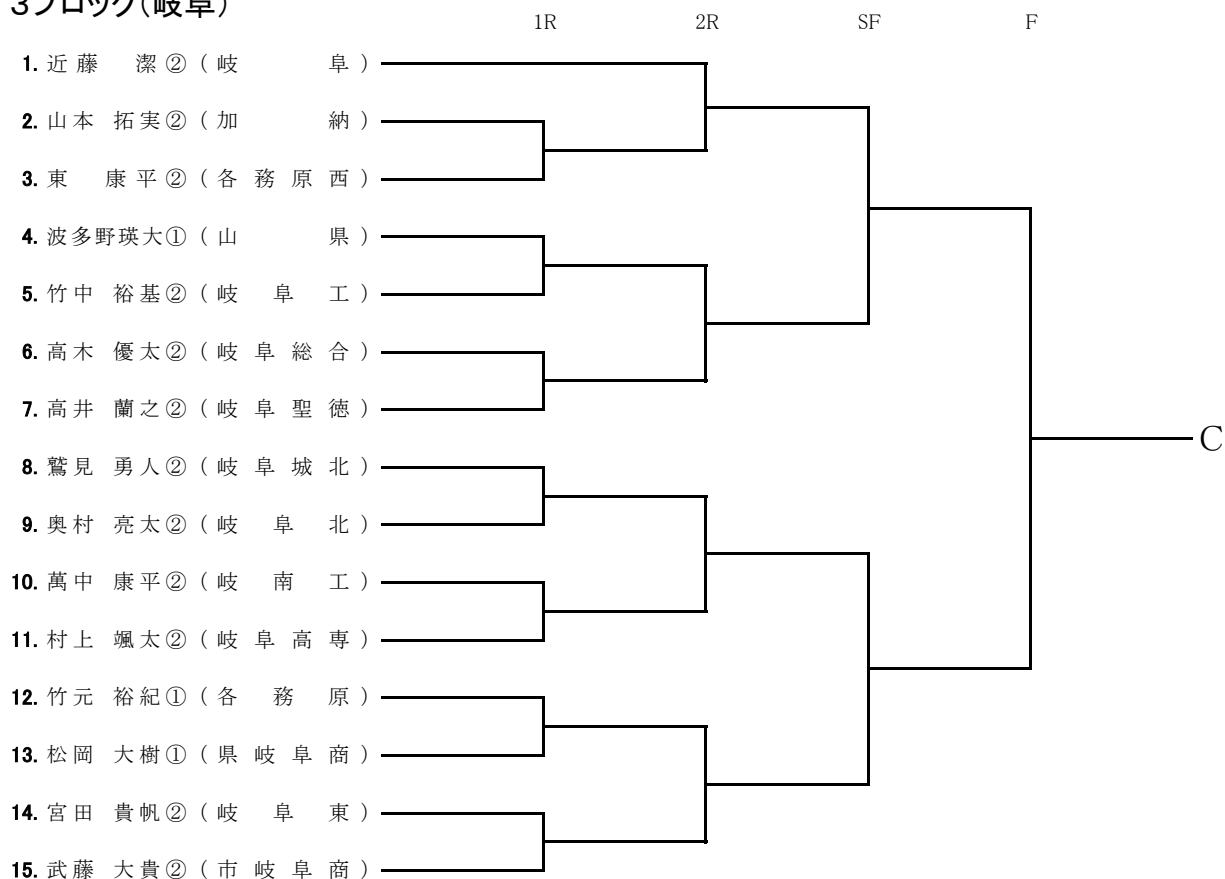 3ブロック(岐阜)
1R 2R SF F
1. 近藤 潔②(岐阜)
2. 山本 拓実②(加納)
3. 東 康平②(各務原西)
4. 波多野瑛大①(山県)
5. 竹中 裕基②(岐阜工)
6. 高木 優太②(岐阜総合)
7. 高井 蘭之②(岐阜聖徳)
8. 鷲見 勇人②(岐阜城北)
9. 奥村 亮太②(岐阜北)
10. 萬中 康平②(岐南工)
11. 村上 颯太②(岐阜高専)
12. 竹元 裕紀①(各務原)
13. 松岡 大樹①(県岐阜商)
14. 宮田 貴帆②(岐阜東)
15. 武藤 大貴②(市岐阜商)
C